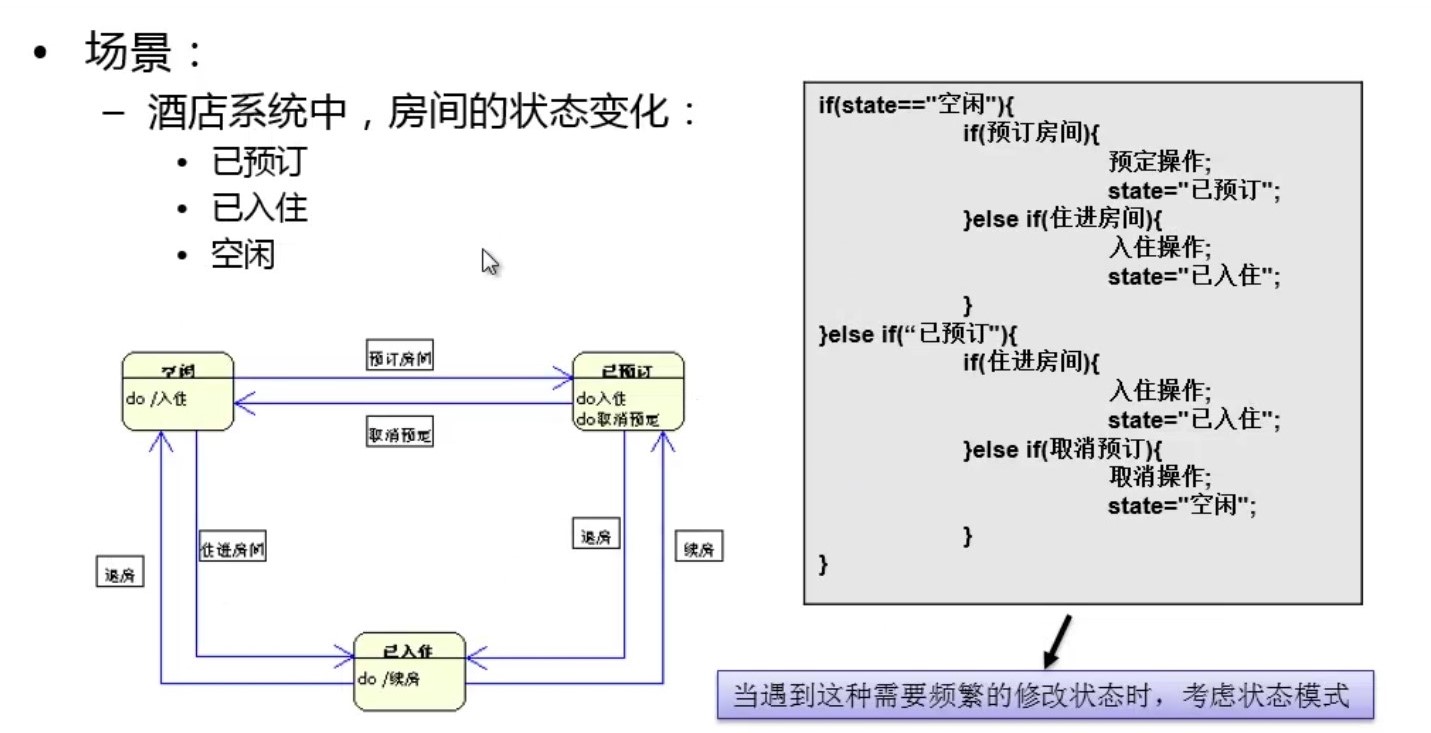 • 场景：
– 酒店系统中，房间的状态变化：
• 已预订
• 已入住
• 空闲
空闲
do /入住
预订房间
取消预定
已预订
do入住
do取消预定
退房
住进房间
退房
续房
已入住
do /续房
if(state=="空闲"){
if(预订房间){
预定操作;
state="已预订";
}else if(住进房间){
入住操作;
state="已入住";
}
}else if(“已预订"){
if(住进房间){
入住操作;
state="已入住";
}else if(取消预订){
取消操作;
state="空闲";
}
}
当遇到这种需要频繁的修改状态时，考虑状态模式